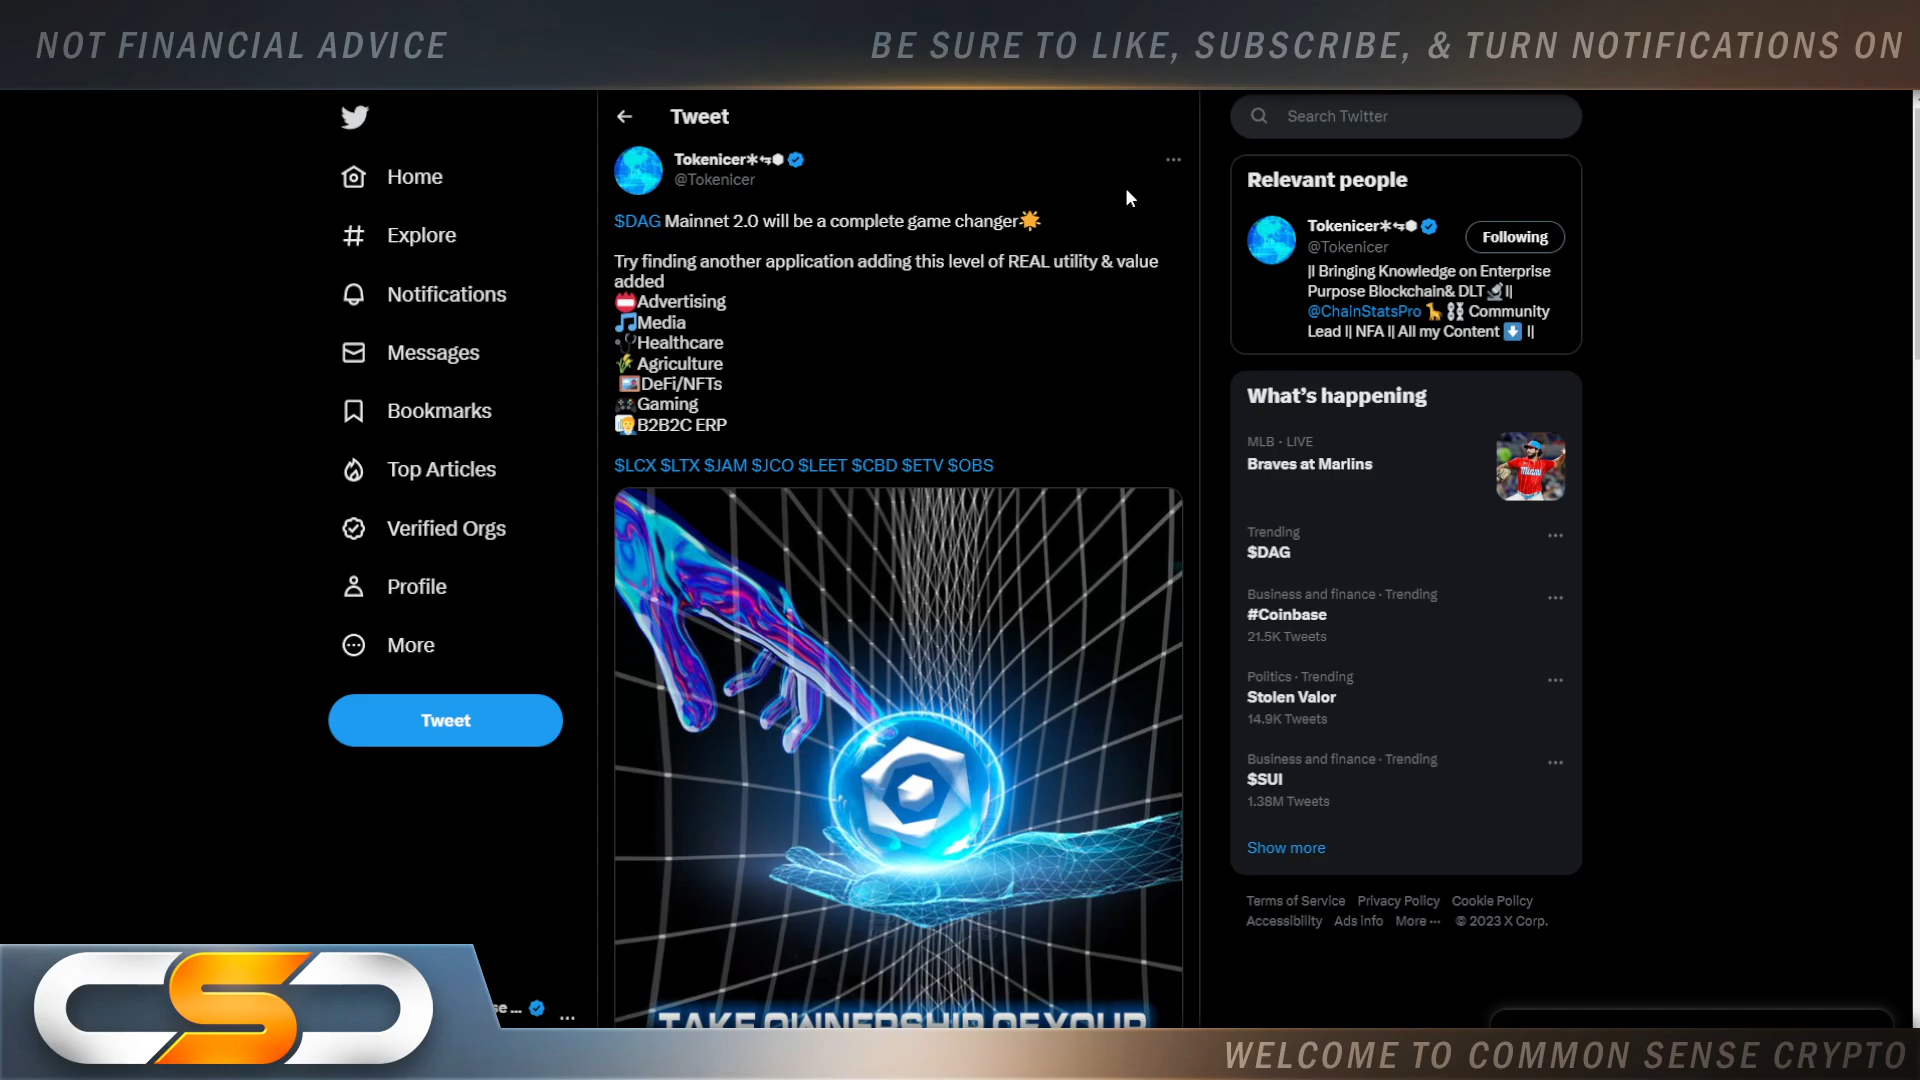 NOT FINANCIAL ADVICE
BE SURE TO LIKE, SUBSCRIBE, & TURN NOTIFICATIONS ON
Home
Explore
Notifications
Messages
Bookmarks
Top Articles
Verified Orgs
Profile
More
Tweet
Tweet
Tokenicer
@Tokenicer
$DAG Mainnet 2.0 will be a complete game changer
Try finding another application adding this level of REAL utility & value
added
Advertising
Media
Healthcare
Agriculture
DeFi/NFTs
Gaming
B2B2C ERP
$LCX $LTX $JAM $JCO $LEET $CBD $ETV $OBS
TAKE OWNERSHIP OF YOUR
Search Twitter
Relevant people
Tokenicer
Following
@Tokenicer
|| Bringing Knowledge on Enterprise
Purpose Blockchain& DLT ||
@ChainStatsPro Community
Lead || NFA || All my Content ||
What's happening
MLB · LIVE
Braves at Marlins
Miami
Trending
$DAG
Business and finance · Trending
#Coinbase
21.5K Tweets
Politics · Trending
Stolen Valor
14.9K Tweets
Business and finance · Trending
$SUI
1.38M Tweets
Show more
Terms of Service Privacy Policy Cookie Policy
Accessibility Ads info More ··· © 2023 X Corp.
CSC
se ...
WELCOME TO COMMON SENSE CRYPTO